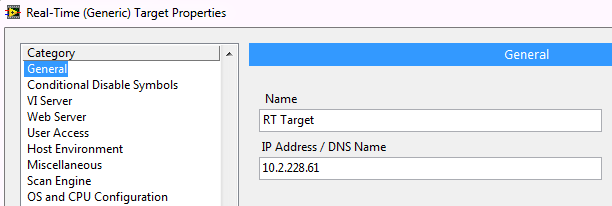 Real-Time (Generic) Target Properties
Category
General
Conditional Disable Symbols
VI Server
Web Server
User Access
Host Environment
Miscellaneous
Scan Engine
OS and CPU Configuration
General
Name
RT Target
IP Address / DNS Name
10.2.228.61